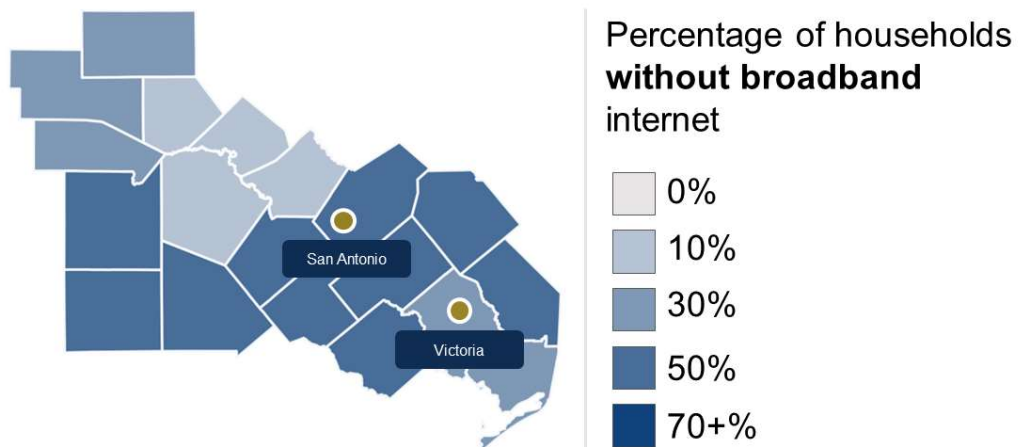 San Antonio
Victoria
Percentage of households
without broadband
internet
0%
10%
30%
50%
70+%